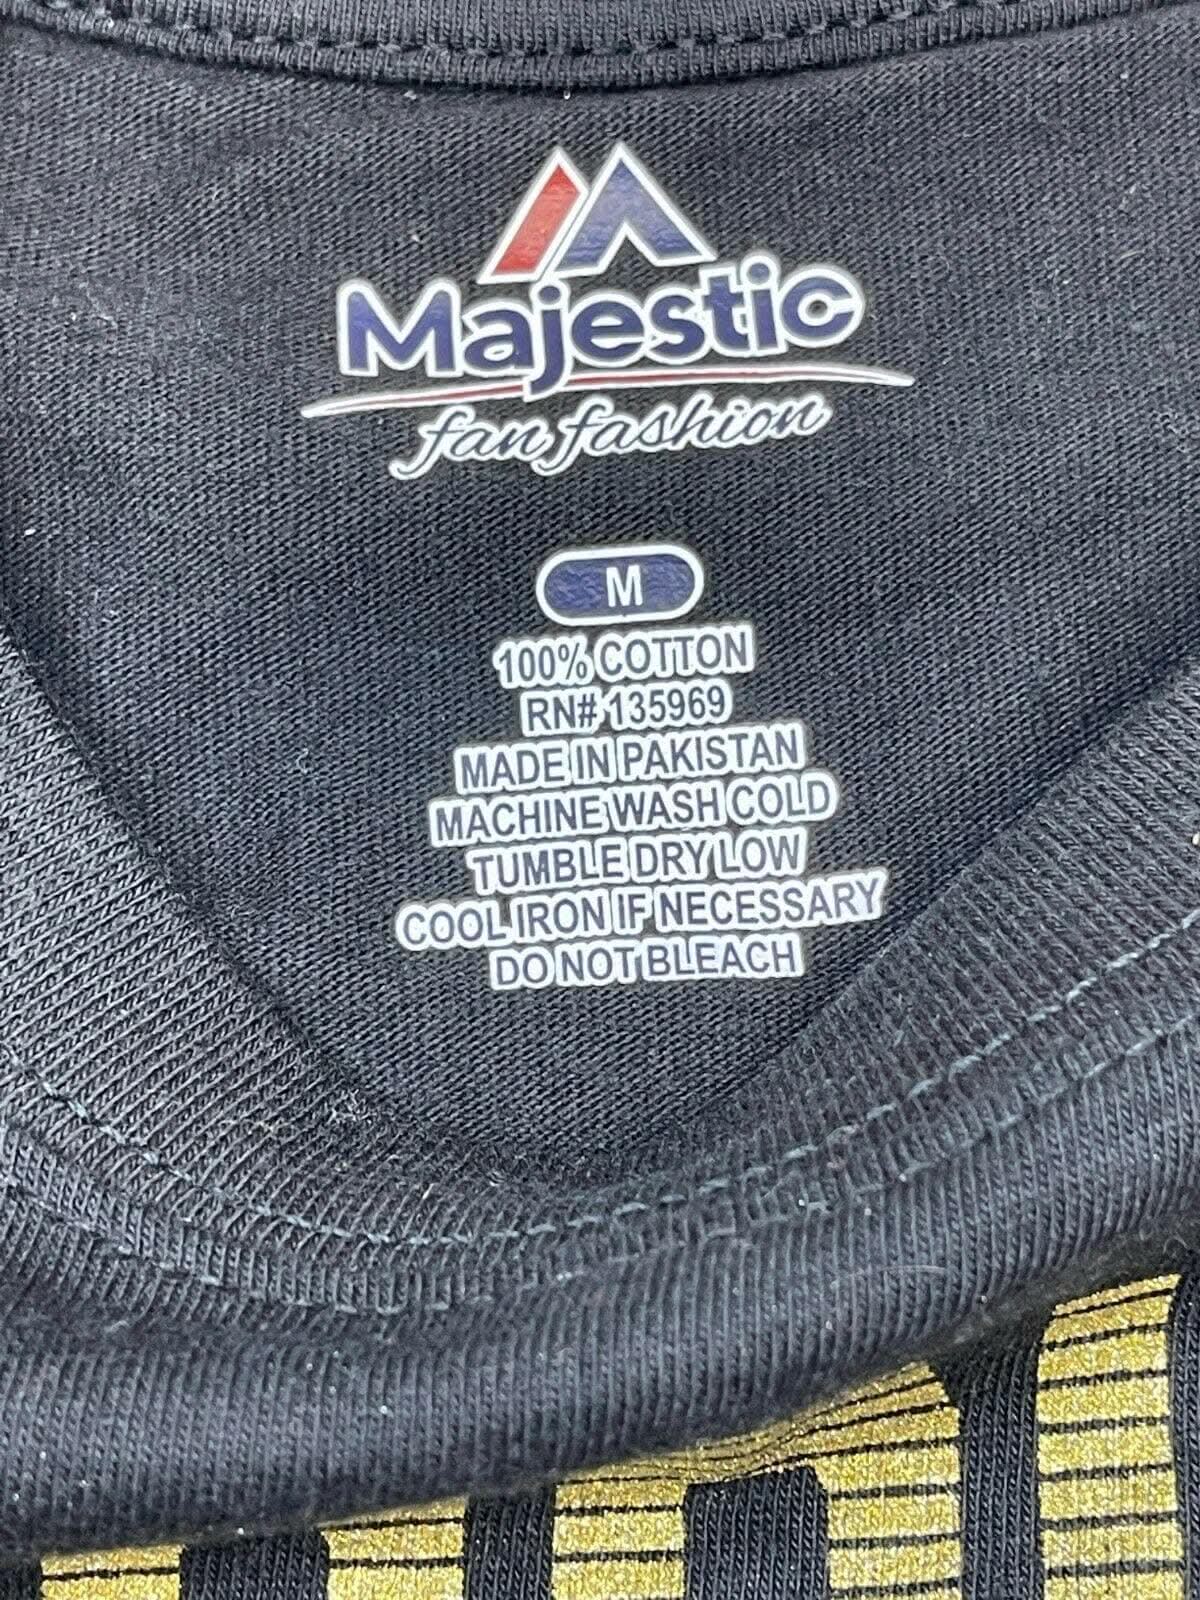 Majestic
fan fashion
M
100% COTTON
RN# 135969
MADE IN PAKISTAN
MACHINE WASH COLD
TUMBLE DRY LOW
COOL IRON IF NECESSARY
DO NOT BLEACH